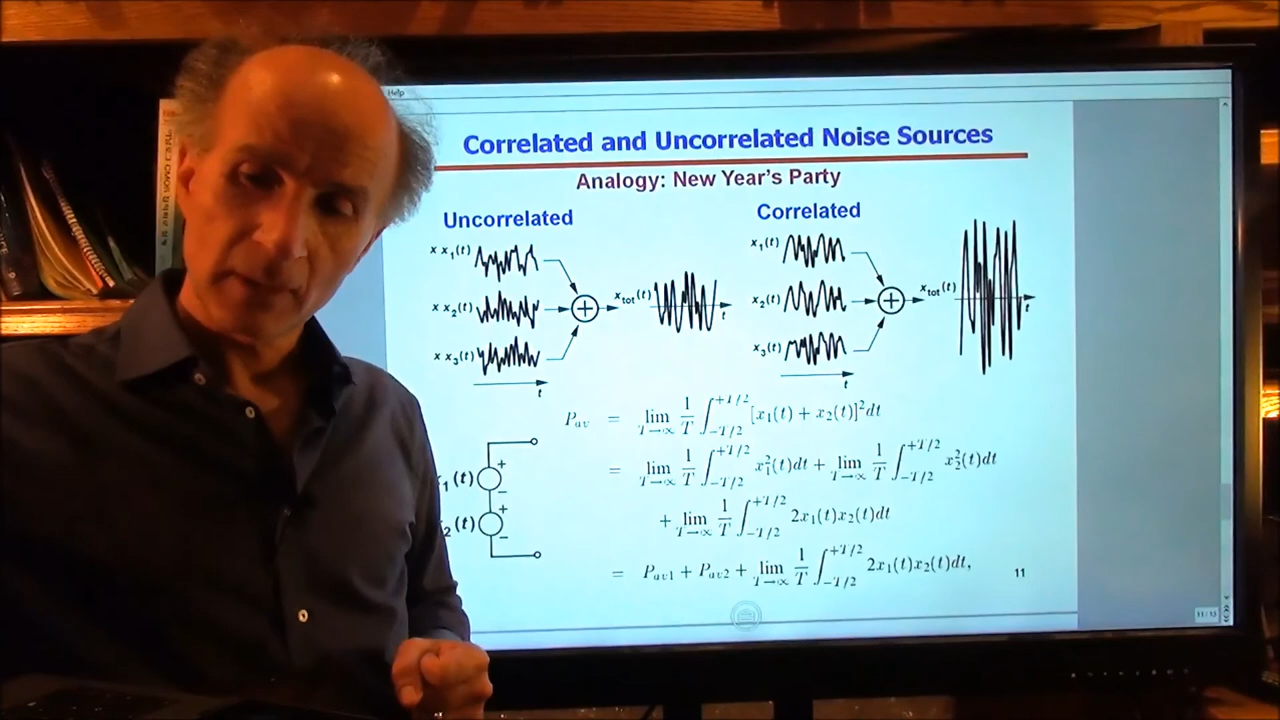 Help
Correlated and Uncorrelated Noise Sources
Analogy: New Year's Party
Uncorrelated
Correlated
x x₁(t)
x x₂(t)
x x₃(t)
t
xtot(t)
t
x₁(t)
x₂(t)
x₃(t)
t
xtot(t)
t
Pav = lim T→∞ 1/T ∫₋T/2^+T/2 [x₁(t) + x₂(t)]²dt
= lim T→∞ 1/T ∫₋T/2^+T/2 x₁²(t)dt + lim T→∞ 1/T ∫₋T/2^+T/2 x₂²(t)dt
+ lim T→∞ 1/T ∫₋T/2^+T/2 2x₁(t)x₂(t)dt
= Pav1 + Pav2 + lim T→∞ 1/T ∫₋T/2^+T/2 2x₁(t)x₂(t)dt,
₁(t) + −
₂(t) + −
11